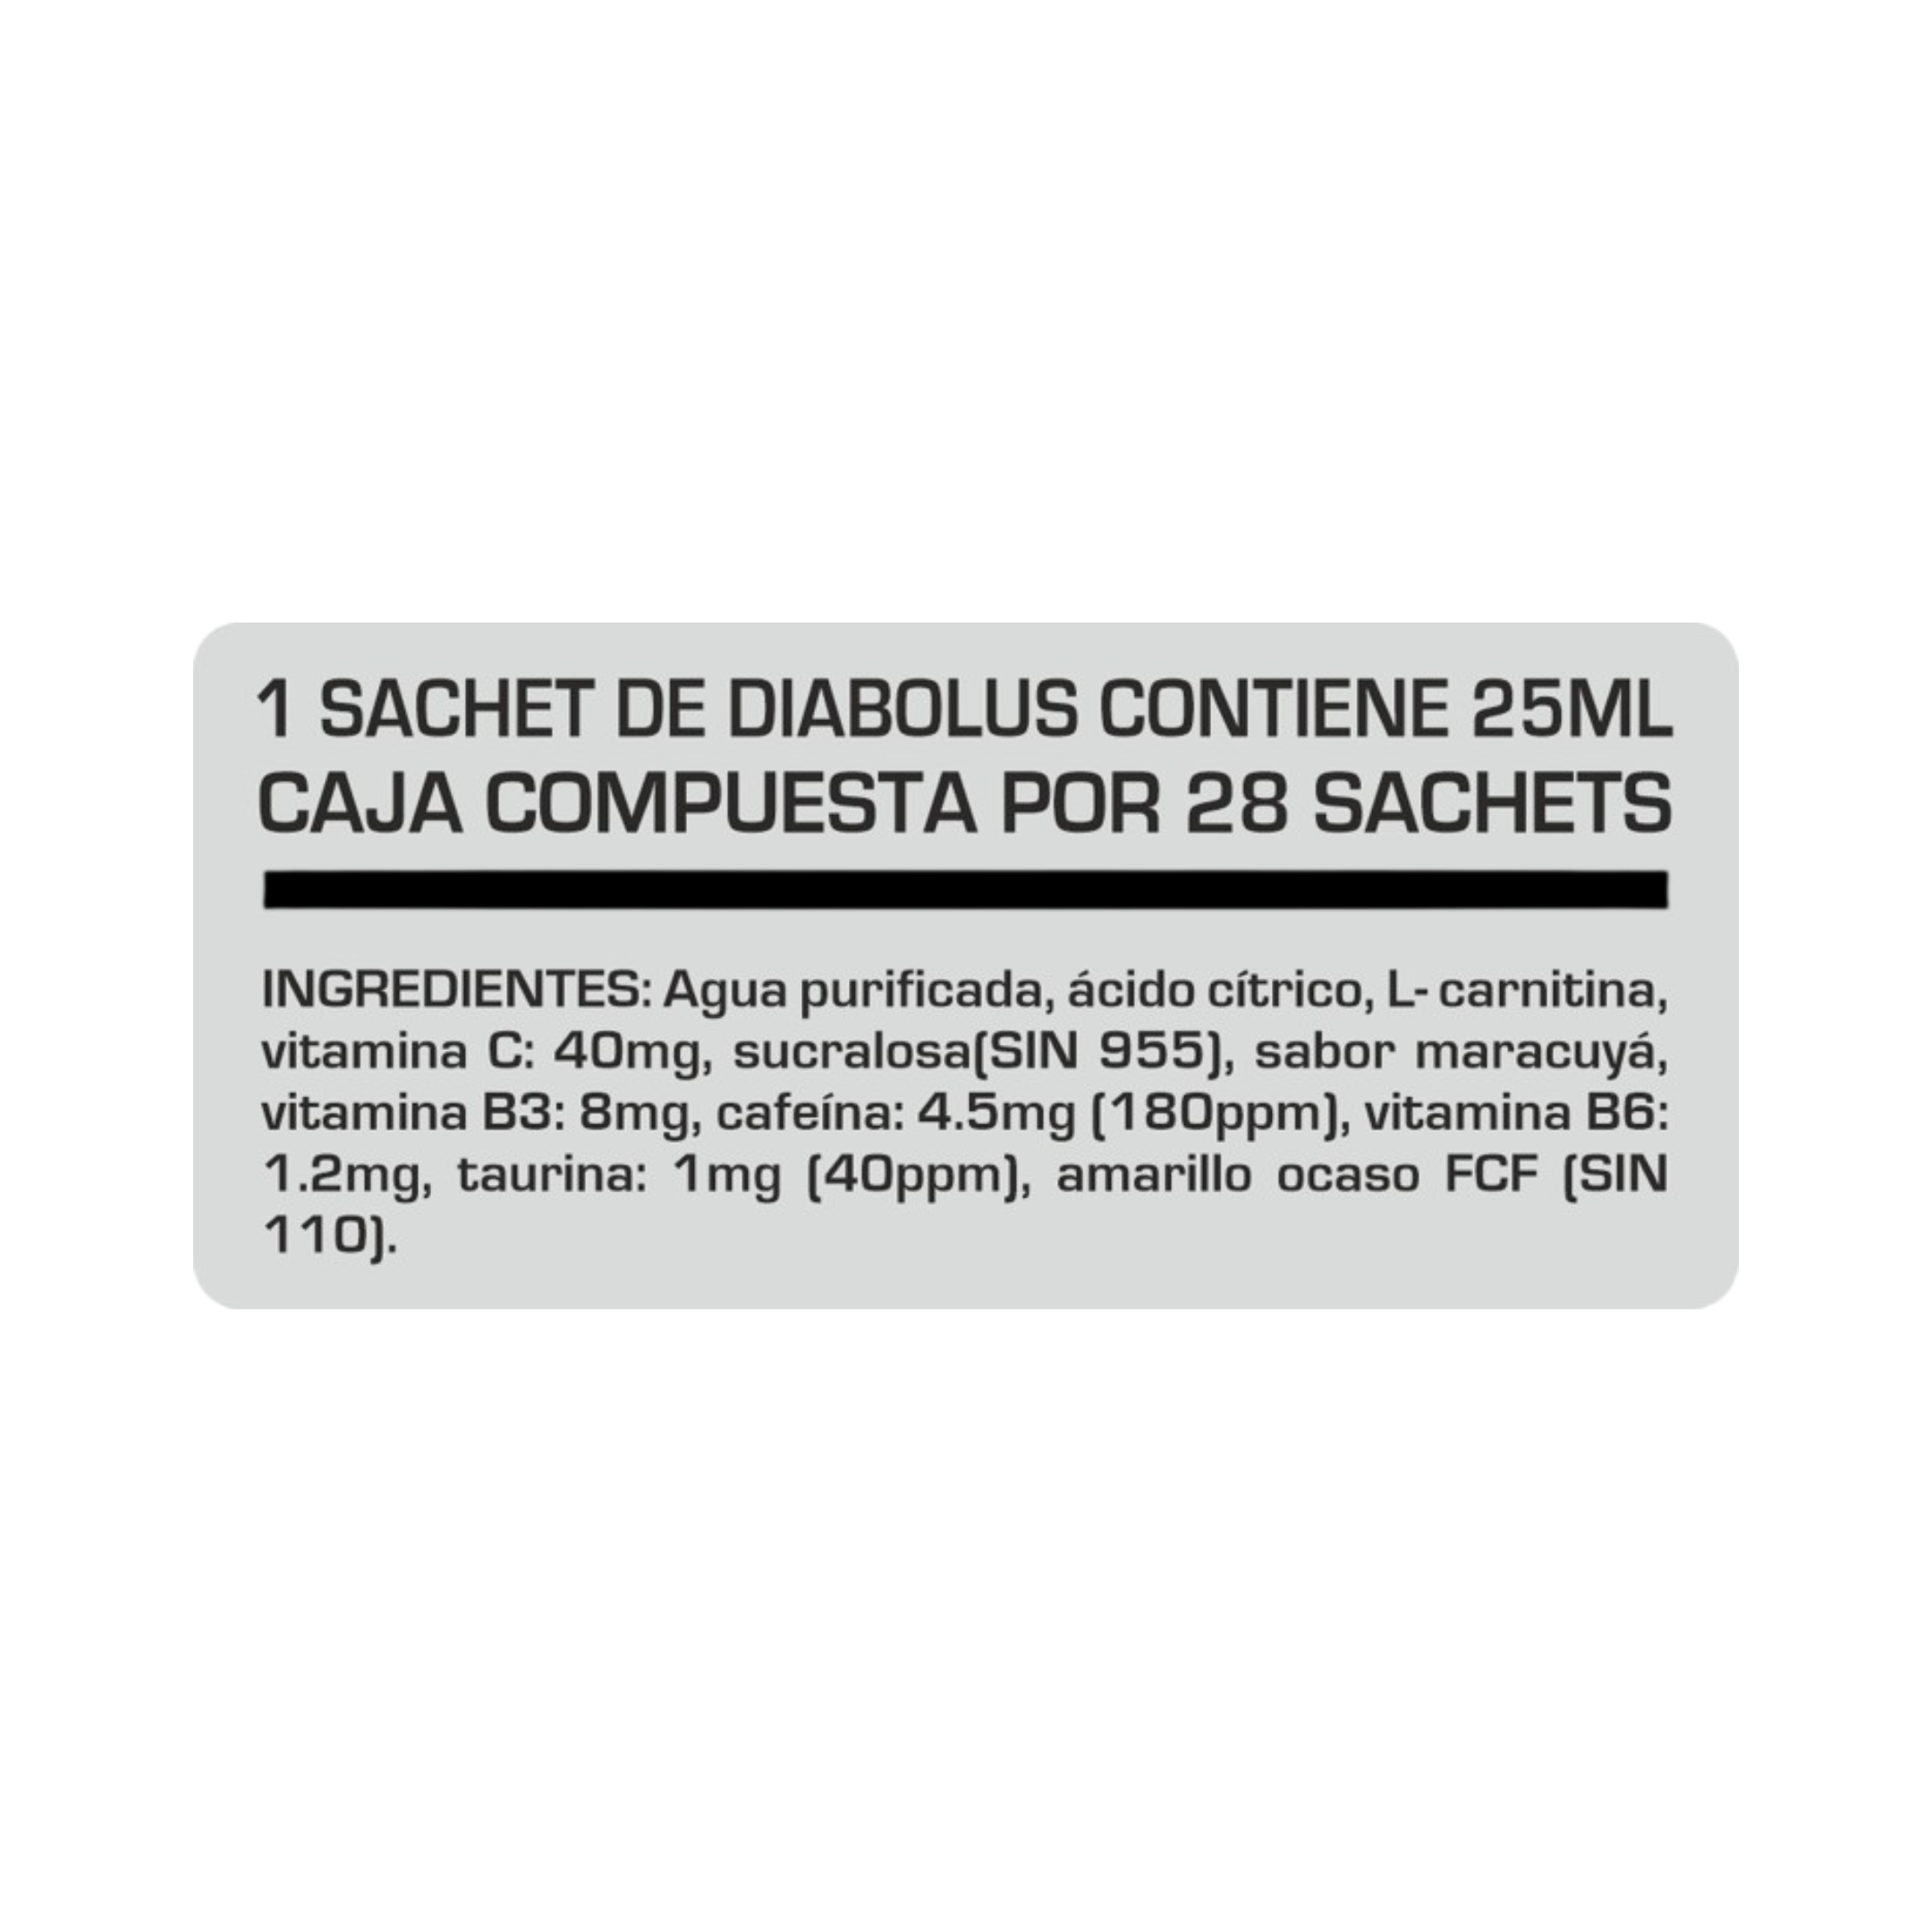 1 SACHET DE DIABOLUS CONTIENE 25ML
CAJA COMPUESTA POR 28 SACHETS
INGREDIENTES: Agua purificada, ácido cítrico, L- carnitina,
vitamina C: 40mg, sucralosa(SIN 955), sabor maracuyá,
vitamina B3: 8mg, cafeína: 4.5mg (180ppm), vitamina B6:
1.2mg, taurina: 1mg (40ppm), amarillo ocaso FCF (SIN
110).